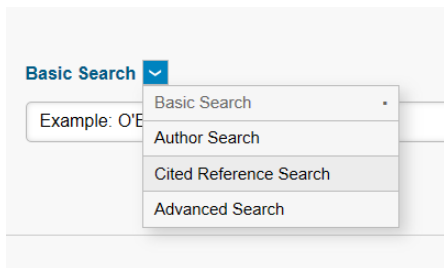 Basic Search
Basic Search
Example: O'
Author Search
Cited Reference Search
Advanced Search